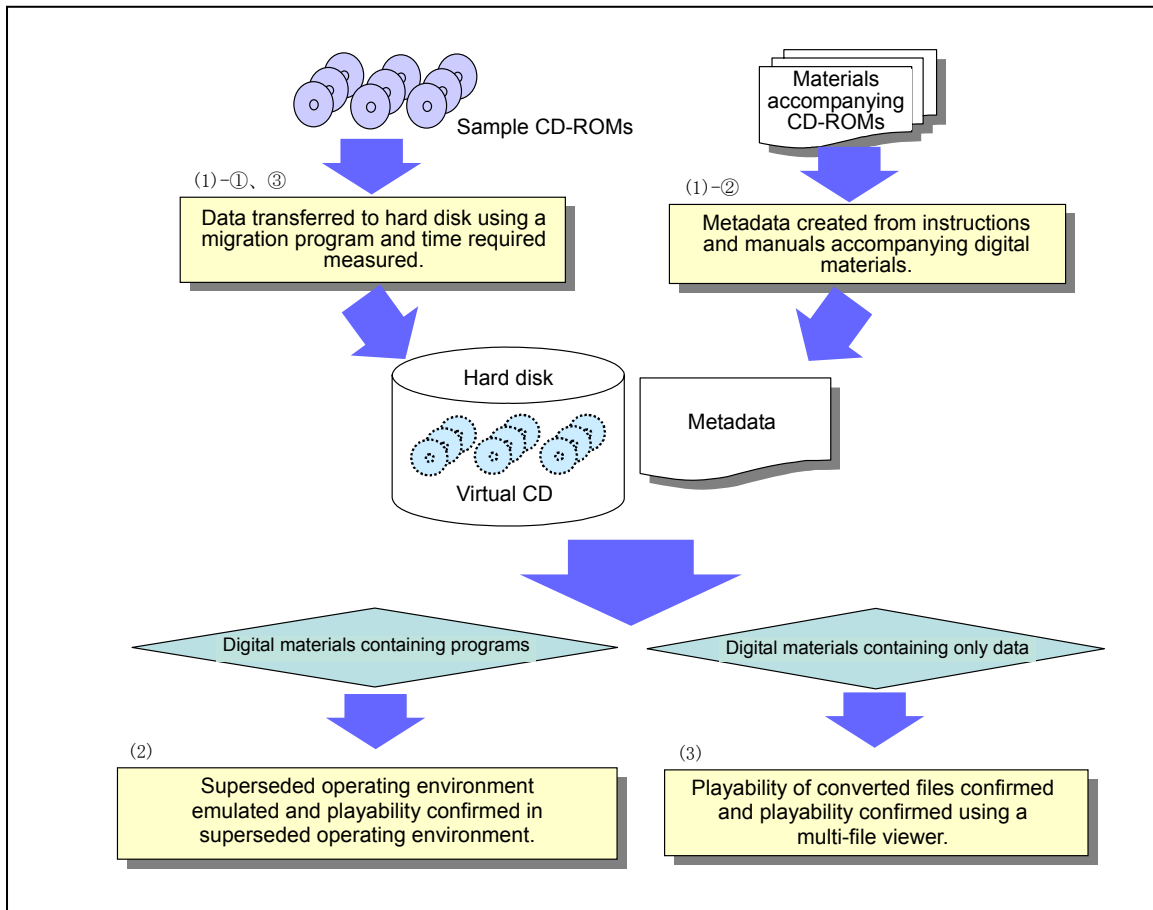 Sample CD-ROMs
Materials
accompanying
CD-ROMs
(1)-①、③
Data transferred to hard disk using a
migration program and time required
measured.
(1)-②
Metadata created from instructions
and manuals accompanying digital
materials.
Hard disk
Virtual CD
Metadata
Digital materials containing programs
Digital materials containing only data
(2)
Superseded operating environment
emulated and playability confirmed in
superseded operating environment.
(3)
Playability of converted files confirmed
and playability confirmed using a
multi-file viewer.